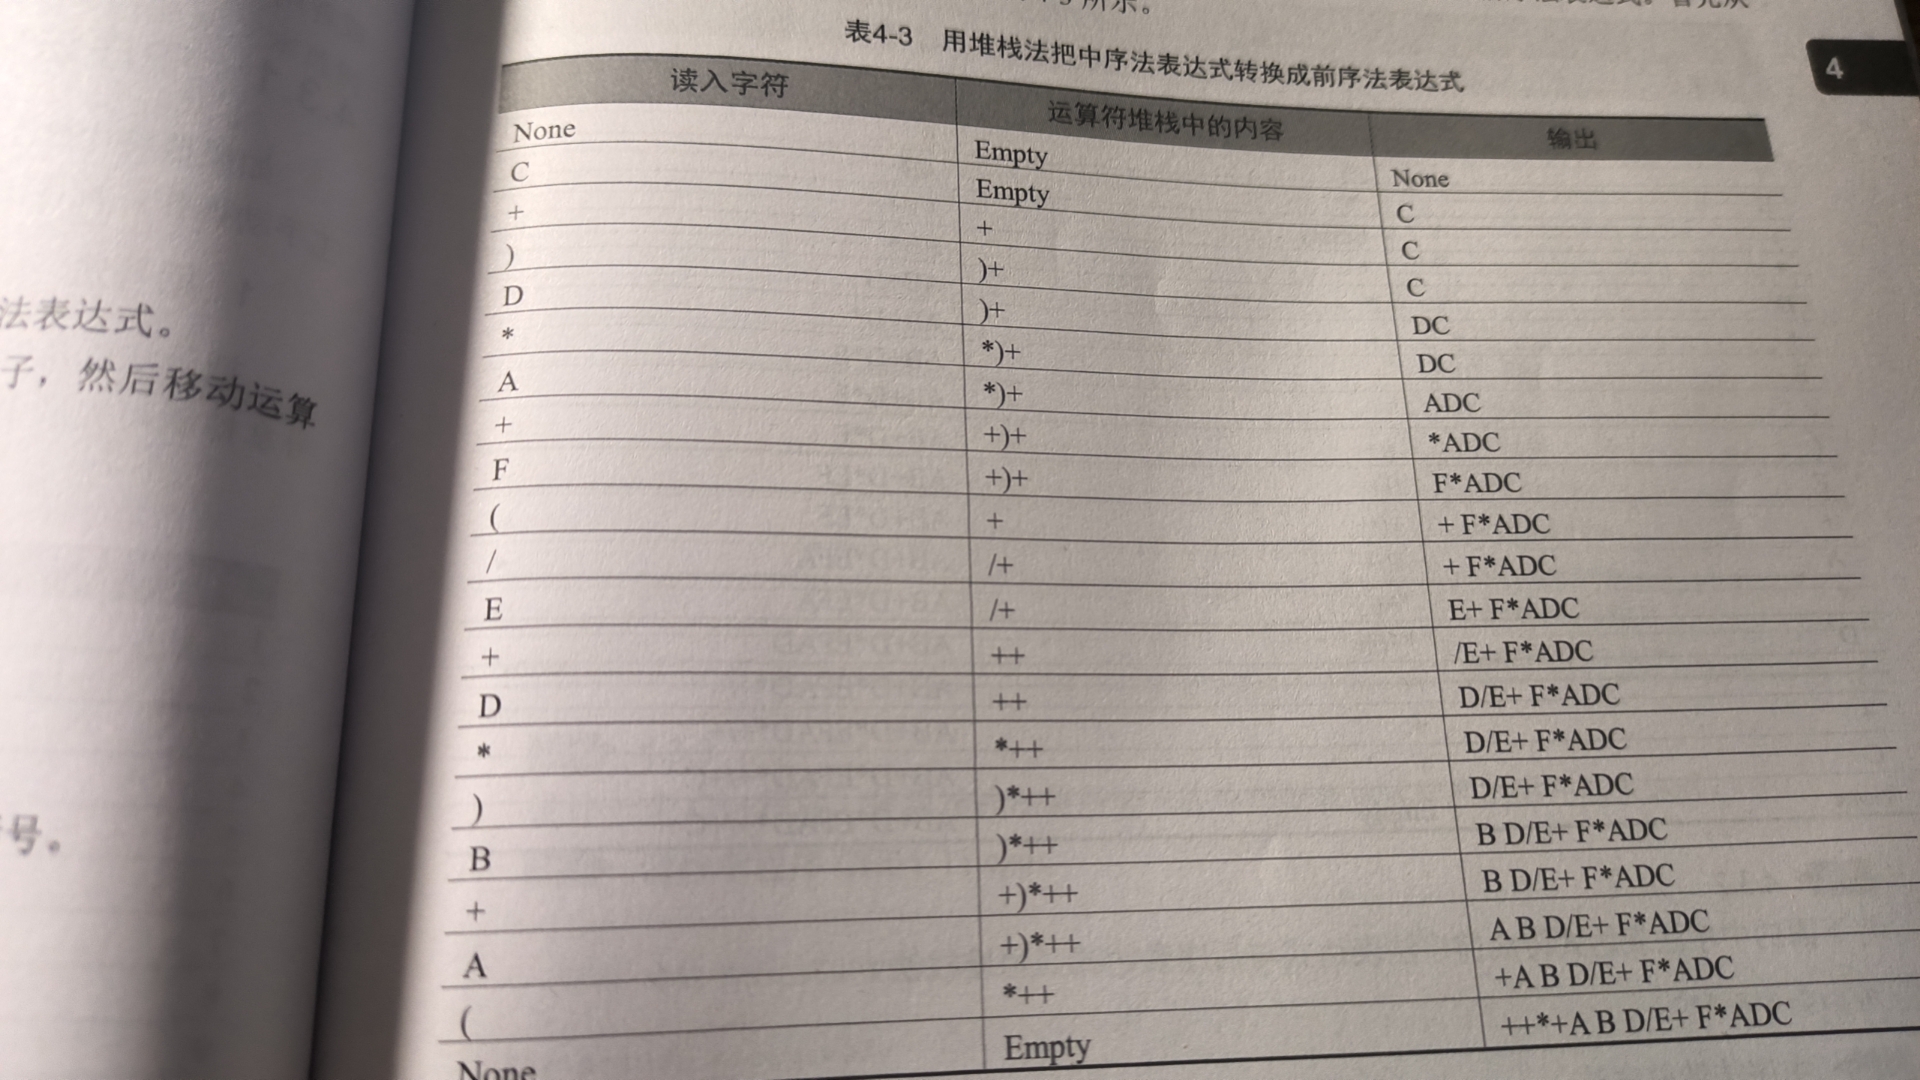 所示。
表4-3 用堆栈法把中序法表达式转换成前序法表达式
4
读入字符 运算符堆栈中的内容 输出
None Empty None
C Empty C
+ + C
) )+ C
D )+ DC
* *)+ DC
A *)+ ADC
+ +)+ *ADC
F +)+ F*ADC
( + + F*ADC
/ /+ + F*ADC
E /+ E+ F*ADC
+ ++ /E+ F*ADC
D ++ D/E+ F*ADC
* *++ D/E+ F*ADC
) )*++ D/E+ F*ADC
B )*++ B D/E+ F*ADC
+ +)*++ B D/E+ F*ADC
A +)*++ A B D/E+ F*ADC
( *++ +A B D/E+ F*ADC
None Empty ++*+A B D/E+ F*ADC
法表达式。
子，然后移动运算
号。